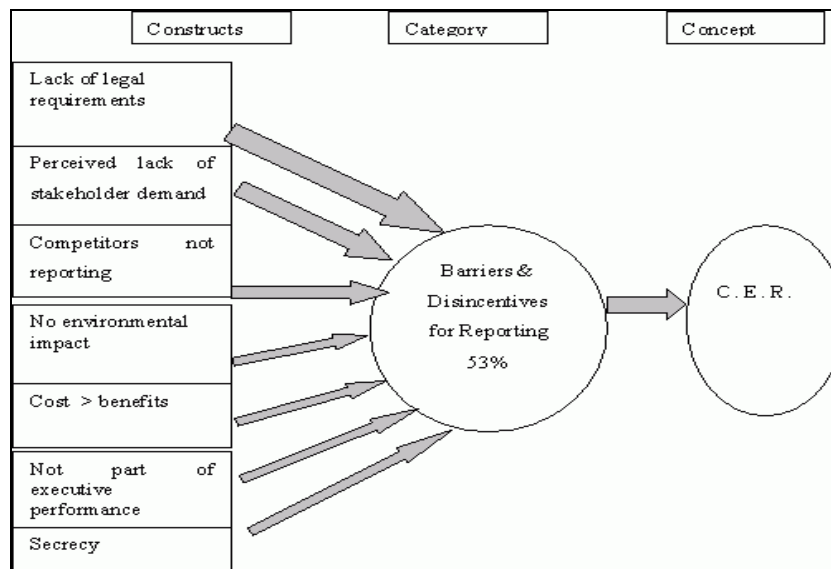 Constructs
Category
Concept
Lack of legal
requirements
Perceived lack of
stakeholder demand
Competitors not
reporting
No environmental
impact
Cost > benefits
Not part of
executive
performance
Secrecy
Barriers &
Disincentives
for Reporting
53%
C.E.R.